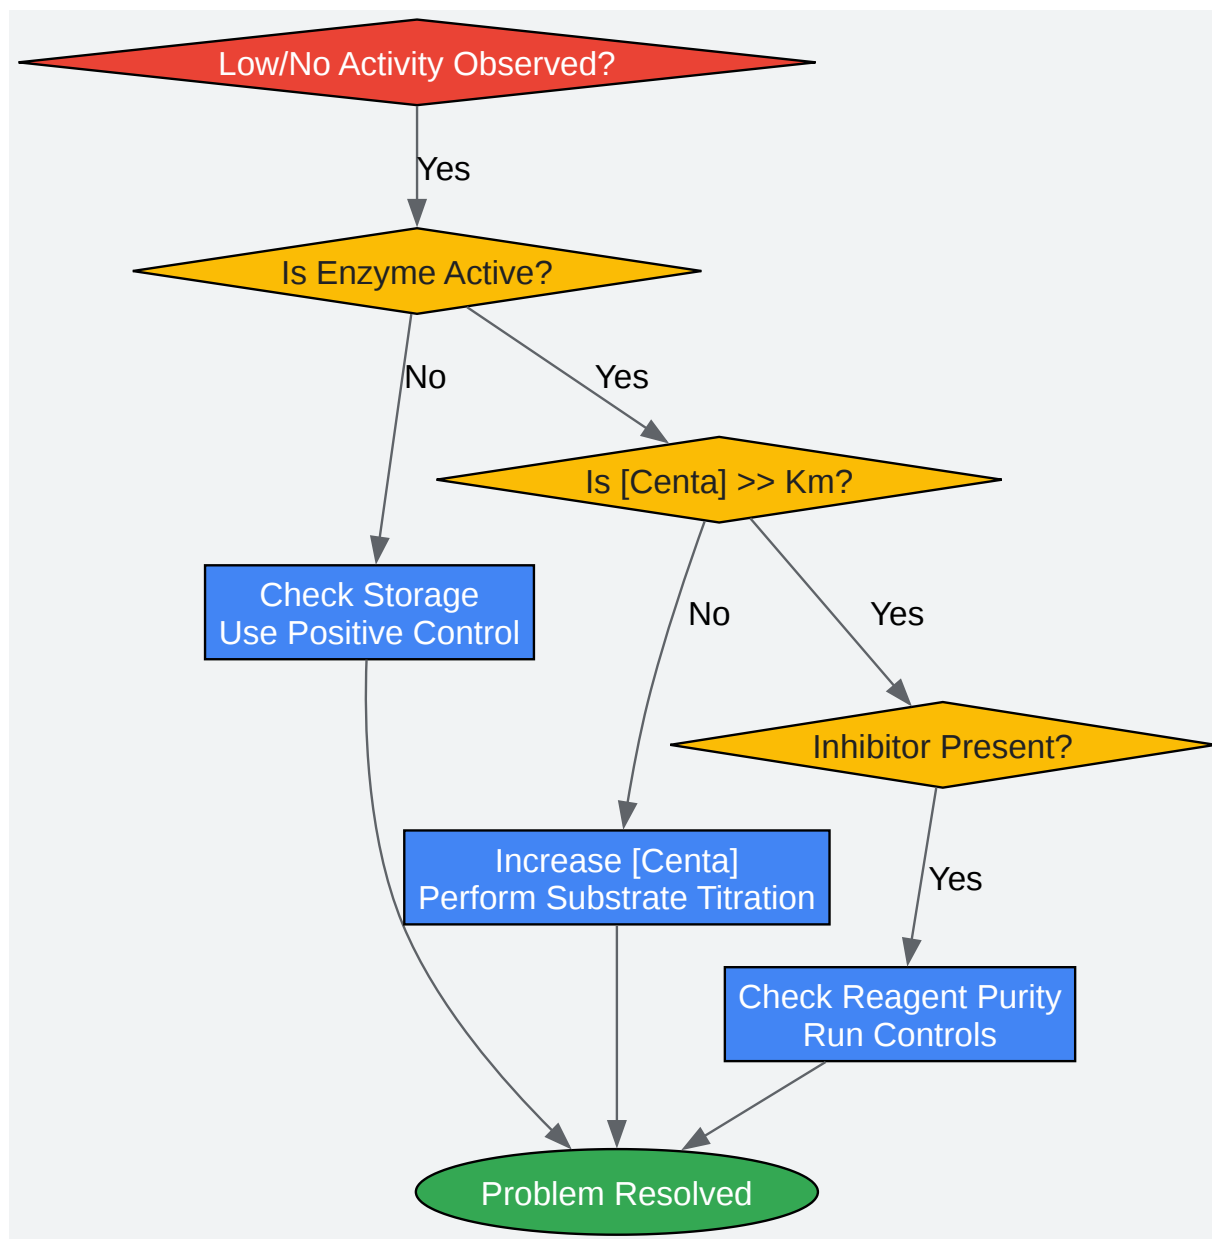 Low/No Activity Observed?
Yes
Is Enzyme Active?
No
Yes
Is [Centa] >> Km?
Check Storage
Use Positive Control
No
Yes
Inhibitor Present?
Increase [Centa]
Perform Substrate Titration
Yes
Check Reagent Purity
Run Controls
Problem Resolved